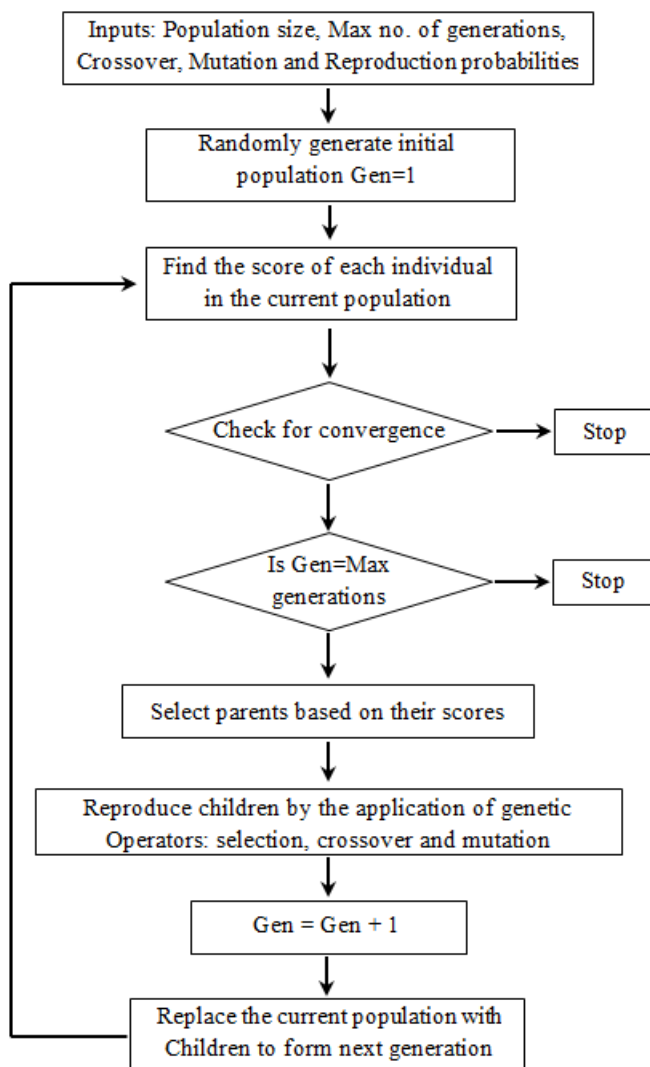 Inputs: Population size, Max no. of generations,
Crossover, Mutation and Reproduction probabilities
Randomly generate initial
population Gen=1
Find the score of each individual
in the current population
Check for convergence
Stop
Is Gen=Max
generations
Stop
Select parents based on their scores
Reproduce children by the application of genetic
Operators: selection, crossover and mutation
Gen = Gen + 1
Replace the current population with
Children to form next generation